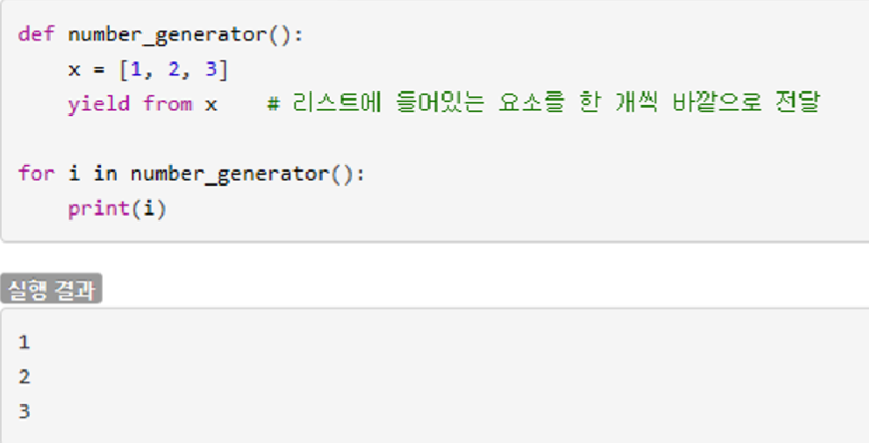 def number_generator():
    x = [1, 2, 3]
    yield from x    # 리스트에 들어있는 요소를 한 개씩 바깥으로 전달
for i in number_generator():
    print(i)
실행 결과
1
2
3